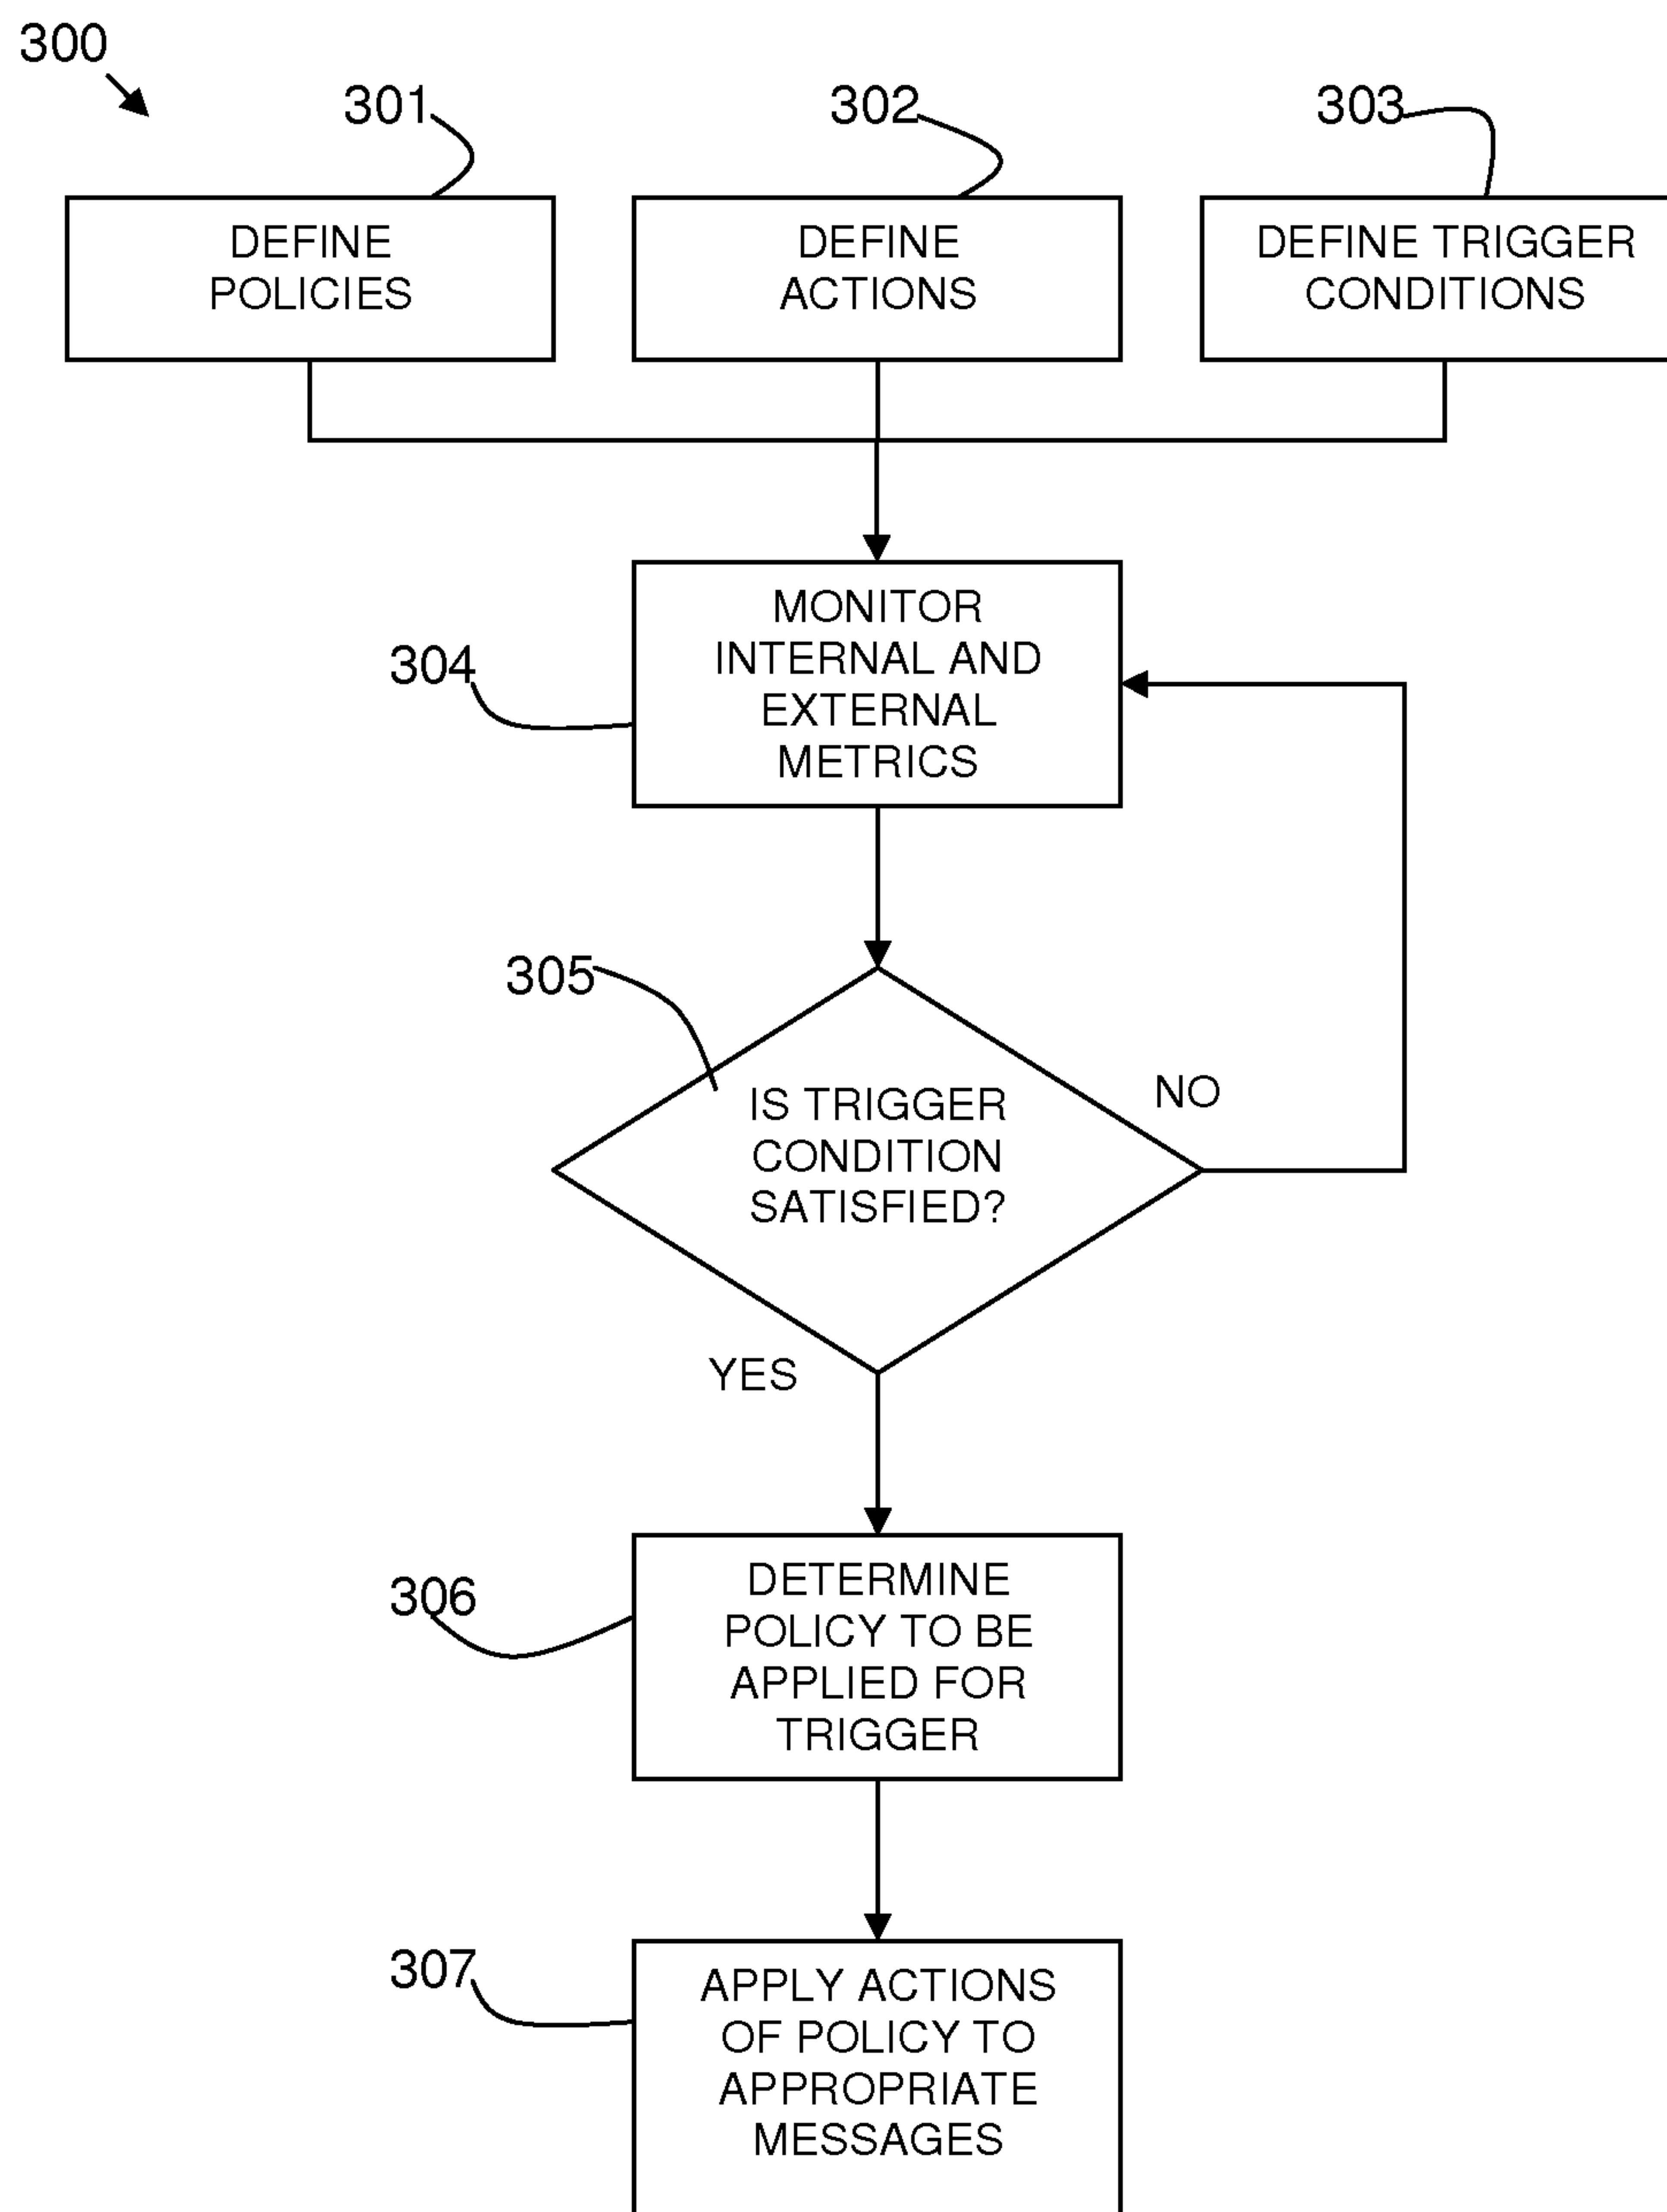 300
301
302
303
DEFINE
POLICIES
DEFINE
ACTIONS
DEFINE TRIGGER
CONDITIONS
304
MONITOR
INTERNAL AND
EXTERNAL
METRICS
305
IS TRIGGER
CONDITION
SATISFIED?
NO
YES
306
DETERMINE
POLICY TO BE
APPLIED FOR
TRIGGER
307
APPLY ACTIONS
OF POLICY TO
APPROPRIATE
MESSAGES